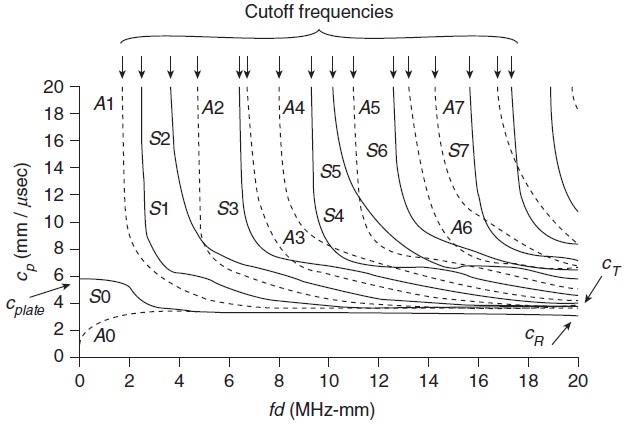 Cutoff frequencies
20
18
16
14
12
10
8
6
4
2
0
c_p (mm / μsec)
A1
A2
A4
A5
A7
S2
S6
S7
S5
S1
S3
S4
A3
A6
S0
A0
c_plate
c_T
c_R
0 2 4 6 8 10 12 14 16 18 20
fd (MHz-mm)